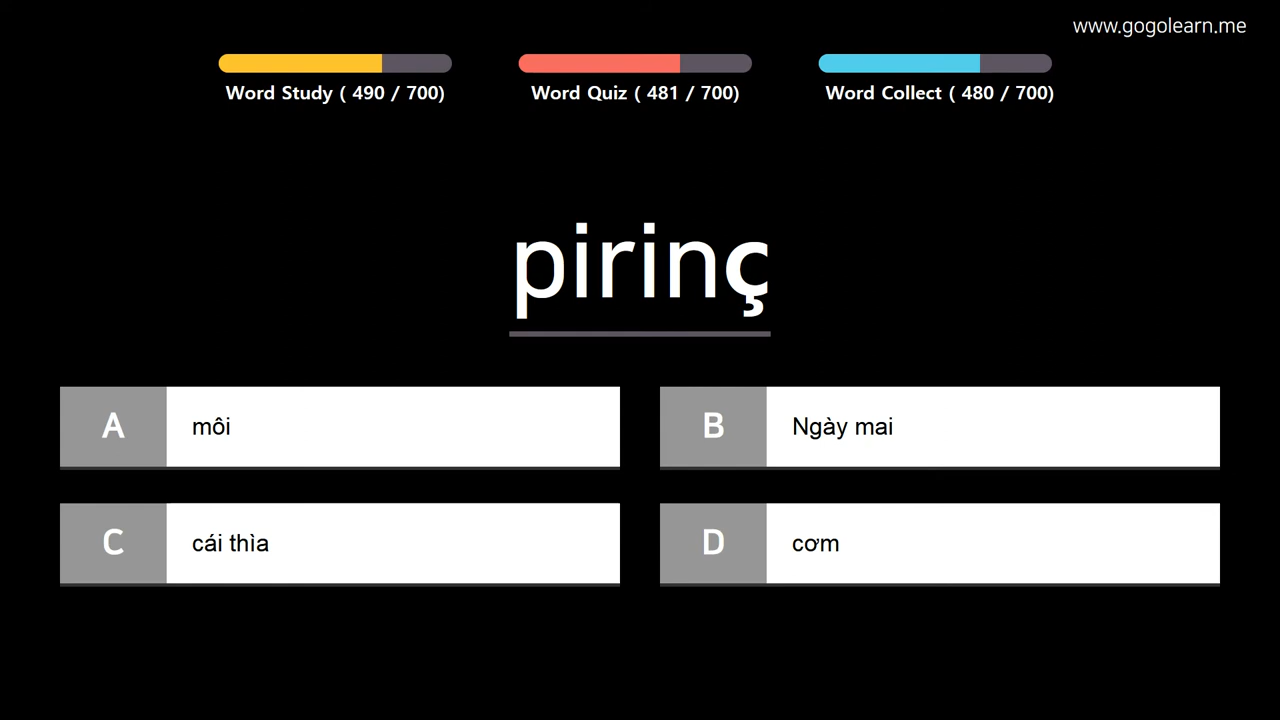 www.gogolearn.me
Word Study ( 490 / 700)
Word Quiz ( 481 / 700)
Word Collect ( 480 / 700)
pirinç
A
môi
B
Ngày mai
C
cái thìa
D
cơm